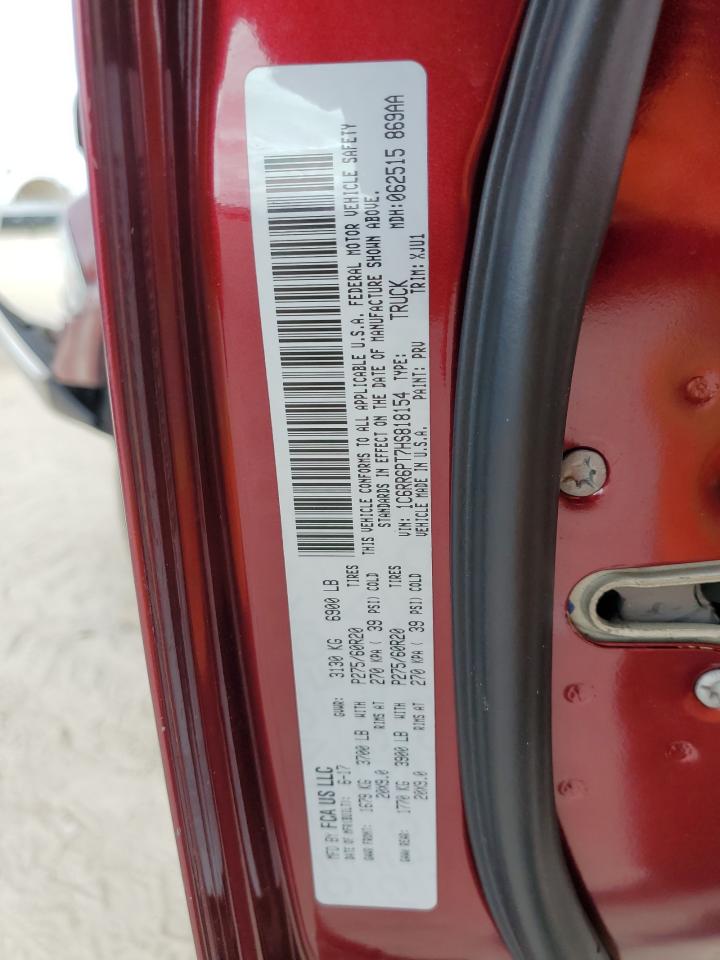 MFD BY: FCA US LLC
DATE OF MFR(BUILT): 6-17 GVWR: 3130 KG 6900 LB
GAWR FRONT: 1679 KG 3700 LB WITH P275/60R20 TIRES
20X9.0 RIMS AT 270 KPA ( 39 PSI) COLD
GAWR REAR: 1770 KG 3900 LB WITH P275/60R20 TIRES
20X9.0 RIMS AT 270 KPA ( 39 PSI) COLD
THIS VEHICLE CONFORMS TO ALL APPLICABLE U.S.A. FEDERAL MOTOR VEHICLE SAFETY
STANDARDS IN EFFECT ON THE DATE OF MANUFACTURE SHOWN ABOVE.
VIN: 1C6RR6PT7HS818154 TYPE: TRUCK MDH:062515 869AA
VEHICLE MADE IN U.S.A. PAINT: PRV TRIM: XJU1